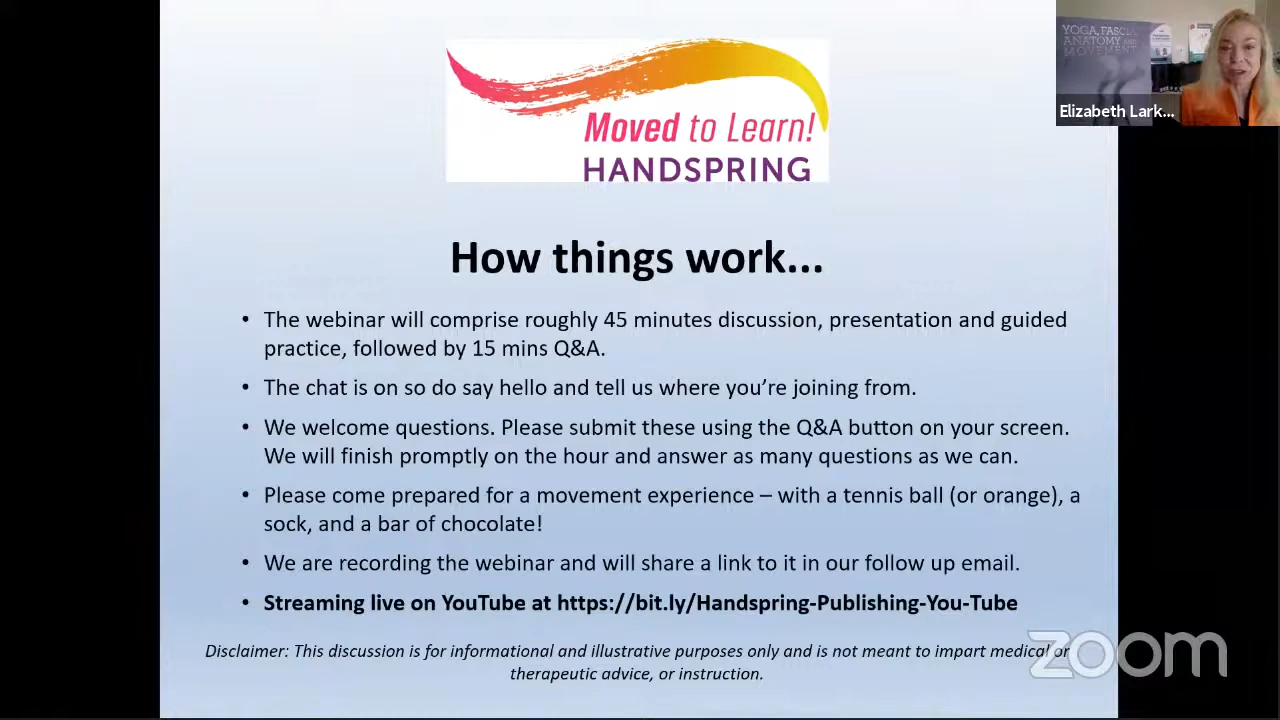 YOGA, FASCIA,
ANATOMY AND
MOVEMENT
Elizabeth Lark...
Moved to Learn!
HANDSPRING
How things work...
• The webinar will comprise roughly 45 minutes discussion, presentation and guided
practice, followed by 15 mins Q&A.
• The chat is on so do say hello and tell us where you’re joining from.
• We welcome questions. Please submit these using the Q&A button on your screen.
We will finish promptly on the hour and answer as many questions as we can.
• Please come prepared for a movement experience – with a tennis ball (or orange), a
sock, and a bar of chocolate!
• We are recording the webinar and will share a link to it in our follow up email.
• Streaming live on YouTube at https://bit.ly/Handspring-Publishing-You-Tube
Disclaimer: This discussion is for informational and illustrative purposes only and is not meant to impart medical or
therapeutic advice, or instruction.
zoom